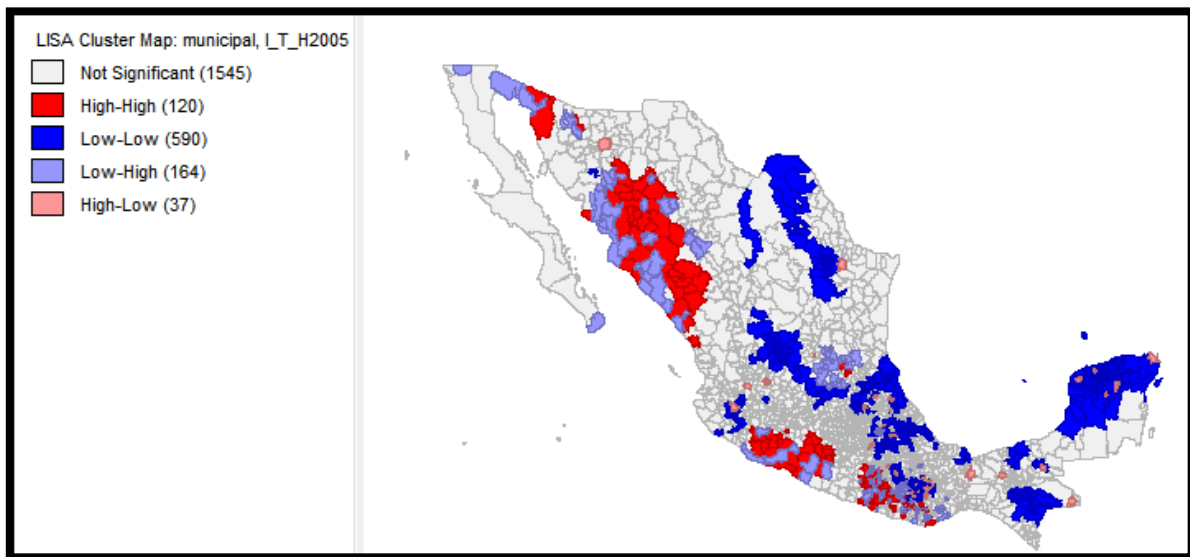 LISA Cluster Map: municipal, I_T_H2005
Not Significant (1545)
High-High (120)
Low-Low (590)
Low-High (164)
High-Low (37)